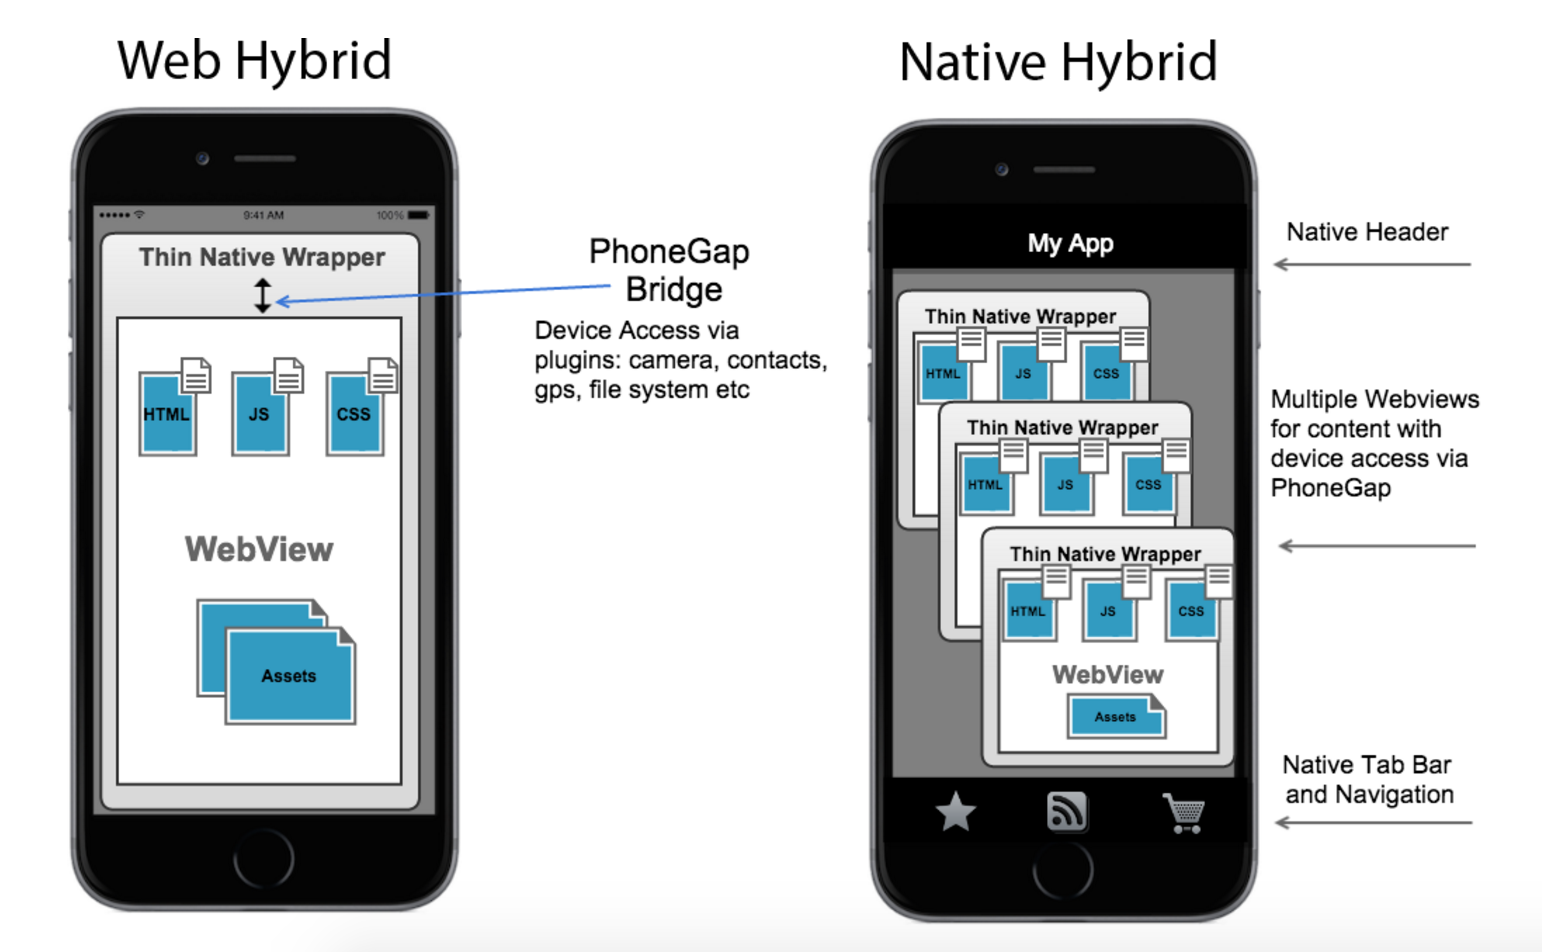 Web Hybrid
9:41 AM
100%
Thin Native Wrapper
HTML
JS
CSS
WebView
Assets
PhoneGap
Bridge
Device Access via
plugins: camera, contacts,
gps, file system etc
Native Hybrid
My App
Thin Native Wrapper
HTML
JS
CSS
Thin Native Wrapper
HTML
JS
CSS
Thin Native Wrapper
HTML
JS
CSS
WebView
Assets
Native Header
Multiple Webviews
for content with
device access via
PhoneGap
Native Tab Bar
and Navigation